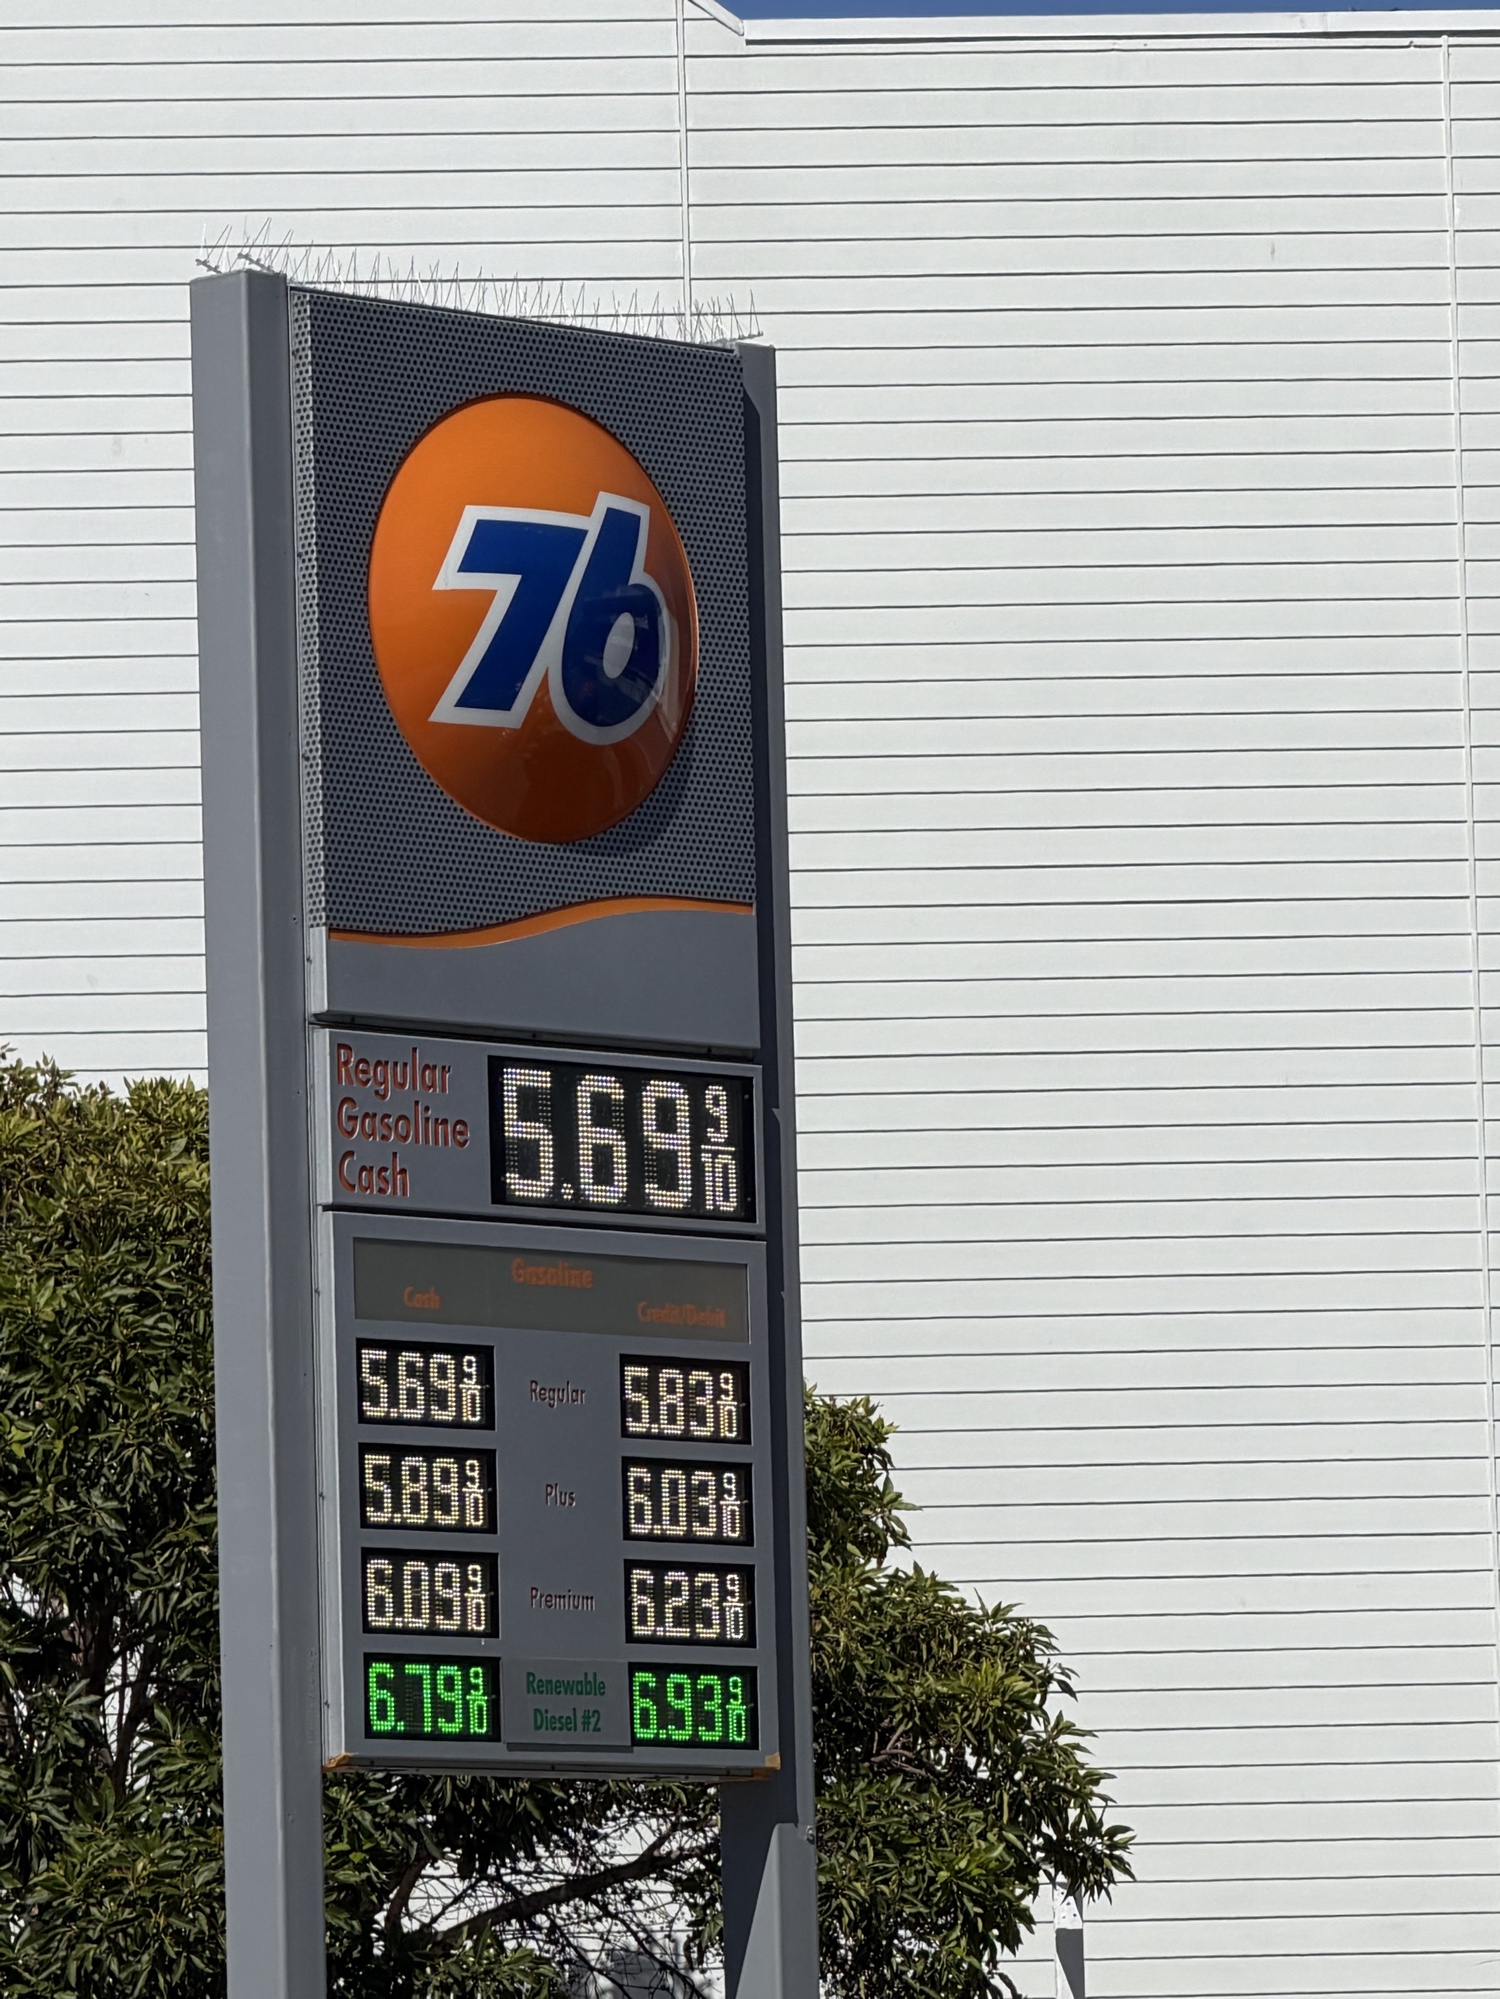 76
Regular
Gasoline
Cash
5.69 9/10
Gasoline
Cash
Credit/Debit
5.69 9/10 Regular 5.83 9/10
5.89 9/10 Plus 6.03 9/10
6.09 9/10 Premium 6.23 9/10
6.79 9/10 Renewable Diesel #2 6.93 9/10